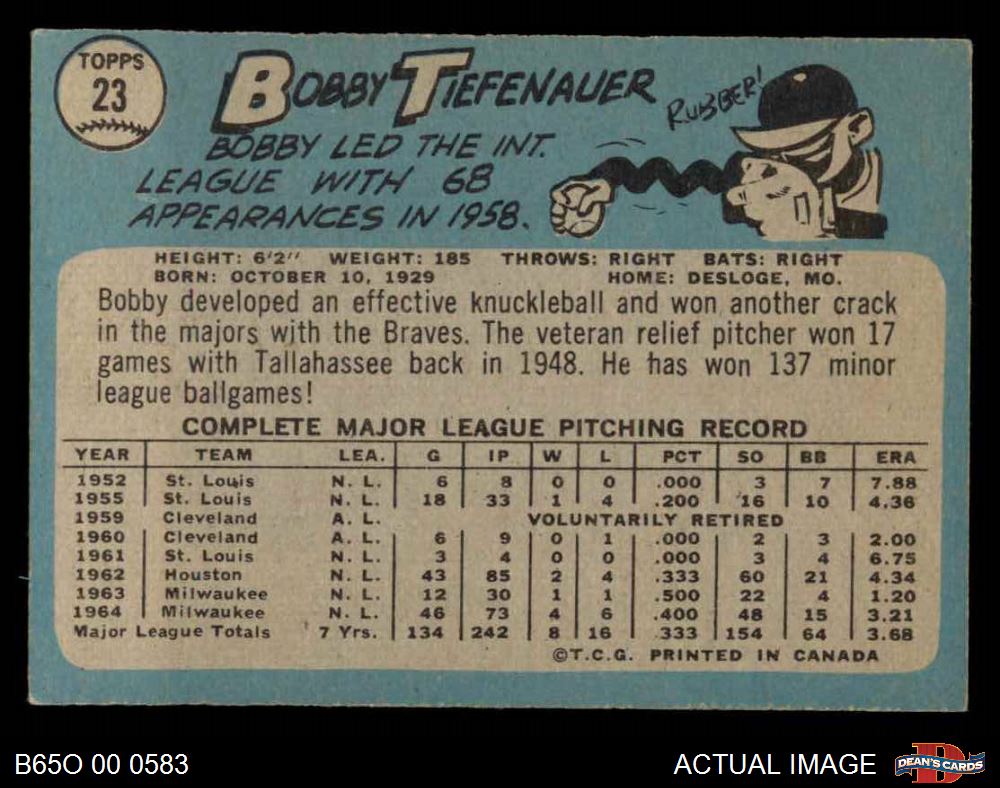 TOPPS
23
BOBBY TIEFENAUER
RUBBER!
BOBBY LED THE INT.
LEAGUE WITH 68
APPEARANCES IN 1958.
HEIGHT: 6'2" WEIGHT: 185 THROWS: RIGHT BATS: RIGHT
BORN: OCTOBER 10, 1929 HOME: DESLOGE, MO.
Bobby developed an effective knuckleball and won another crack
in the majors with the Braves. The veteran relief pitcher won 17
games with Tallahassee back in 1948. He has won 137 minor
league ballgames!
COMPLETE MAJOR LEAGUE PITCHING RECORD
YEAR TEAM LEA. G IP W L PCT SO BB ERA
1952 St. Louis N. L. 6 8 0 0 .000 3 7 7.88
1955 St. Louis N. L. 18 33 1 4 .200 16 10 4.36
1959 Cleveland A. L. VOLUNTARILY RETIRED
1960 Cleveland A. L. 6 9 0 1 .000 2 3 2.00
1961 St. Louis N. L. 3 4 0 0 .000 3 4 6.75
1962 Houston N. L. 43 85 2 4 .333 60 21 4.34
1963 Milwaukee N. L. 12 30 1 1 .500 22 4 1.20
1964 Milwaukee N. L. 46 73 4 6 .400 48 15 3.21
Major League Totals 7 Yrs. 134 242 8 16 .333 154 64 3.68
©T.C.G. PRINTED IN CANADA
B65O 00 0583 ACTUAL IMAGE DEAN'S CARDS